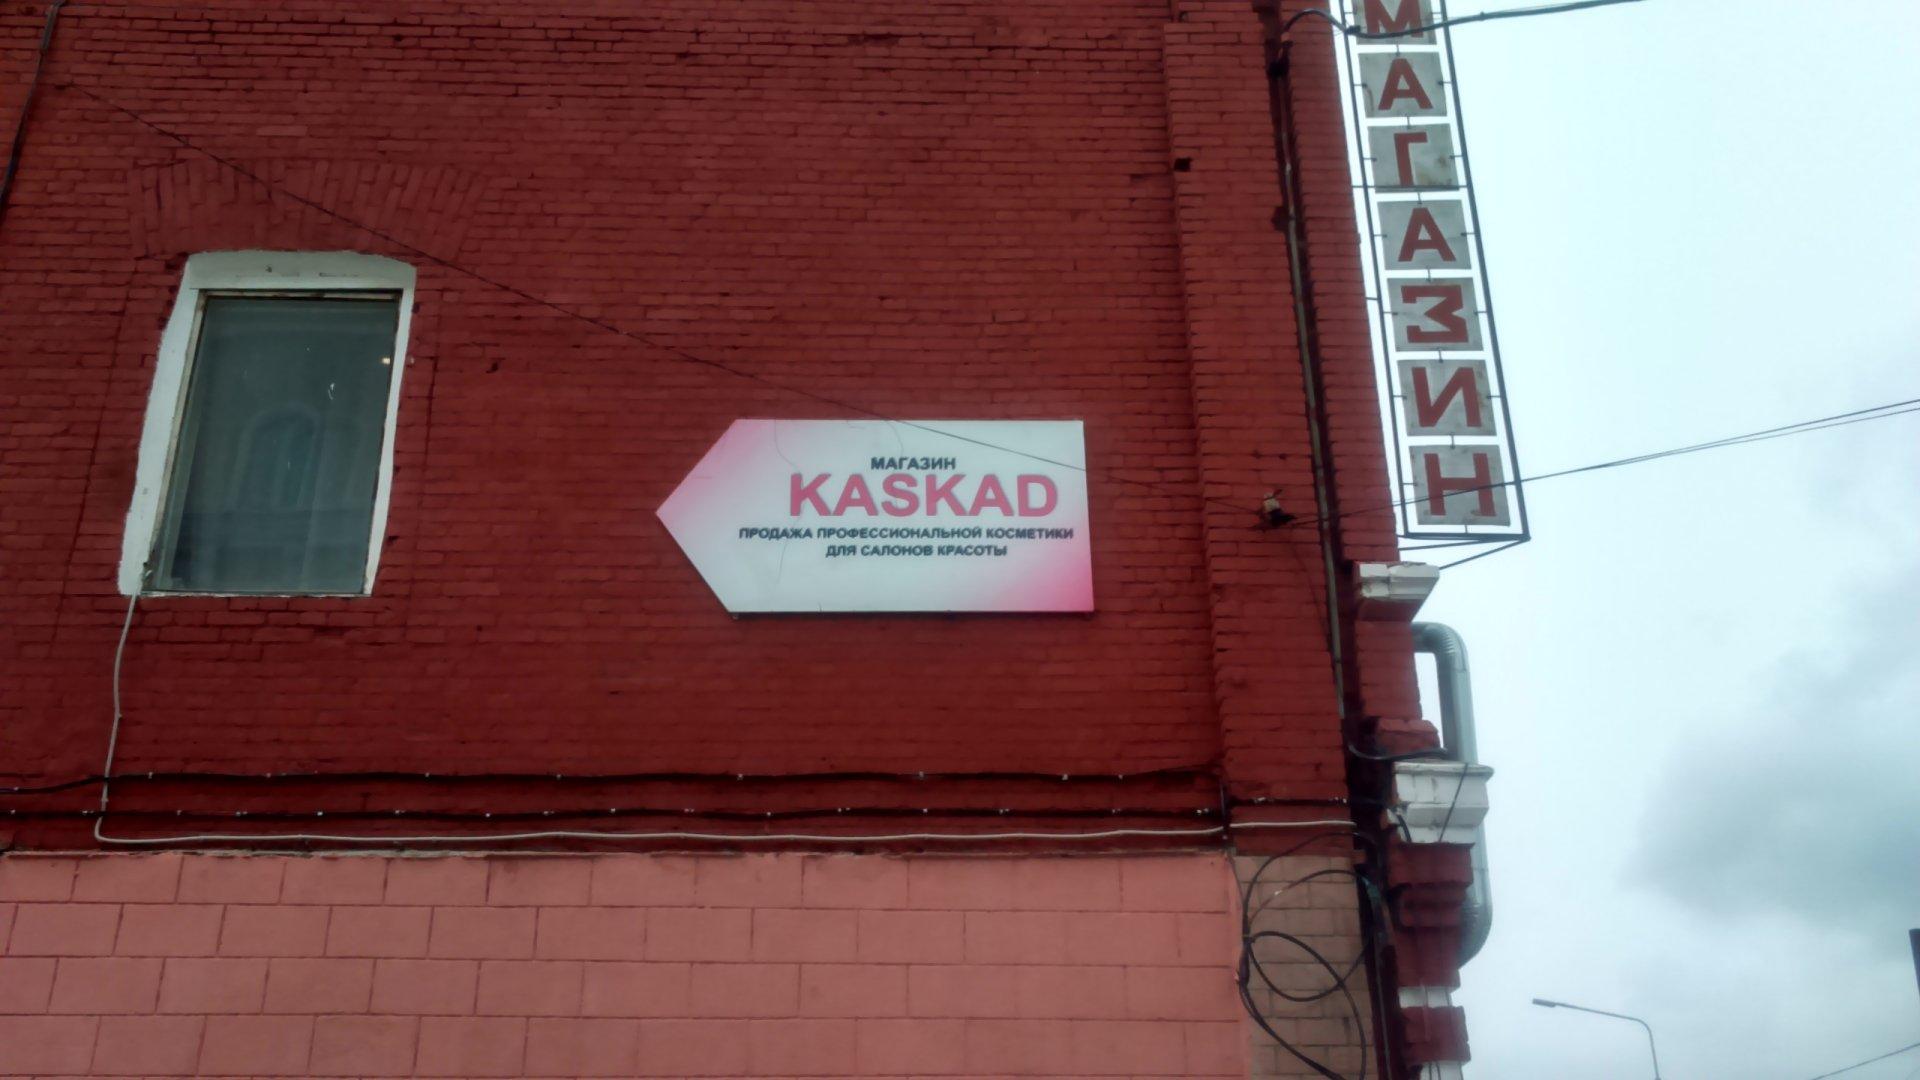 МАГАЗИН
KASKAD
ПРОДАЖА ПРОФЕССИОНАЛЬНОЙ КОСМЕТИКИ
ДЛЯ САЛОНОВ КРАСОТЫ
МАГАЗИН